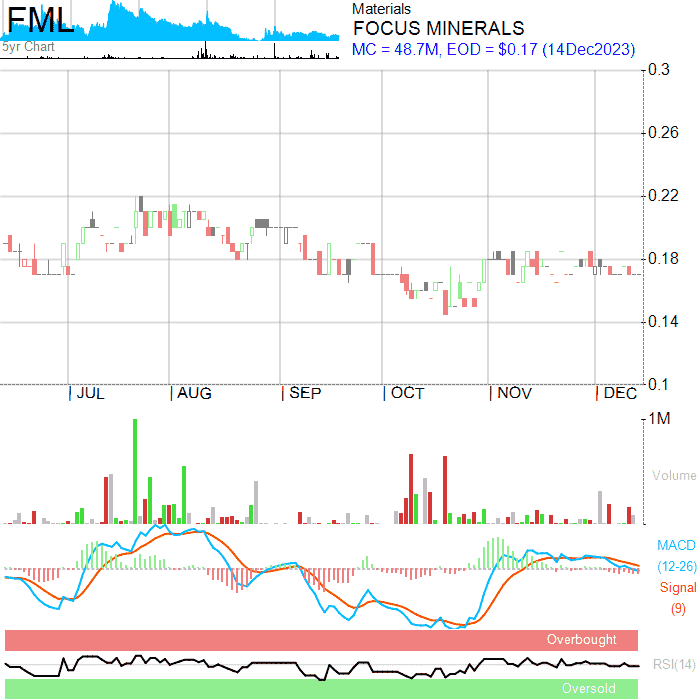 FML
5yr Chart
Materials
FOCUS MINERALS
MC = 48.7M, EOD = $0.17 (14Dec2023)
0.3
0.26
0.22
0.18
0.14
0.1
JUL AUG SEP OCT NOV DEC
1M
Volume
MACD
(12-26)
Signal
(9)
Overbought
RSI(14)
Oversold